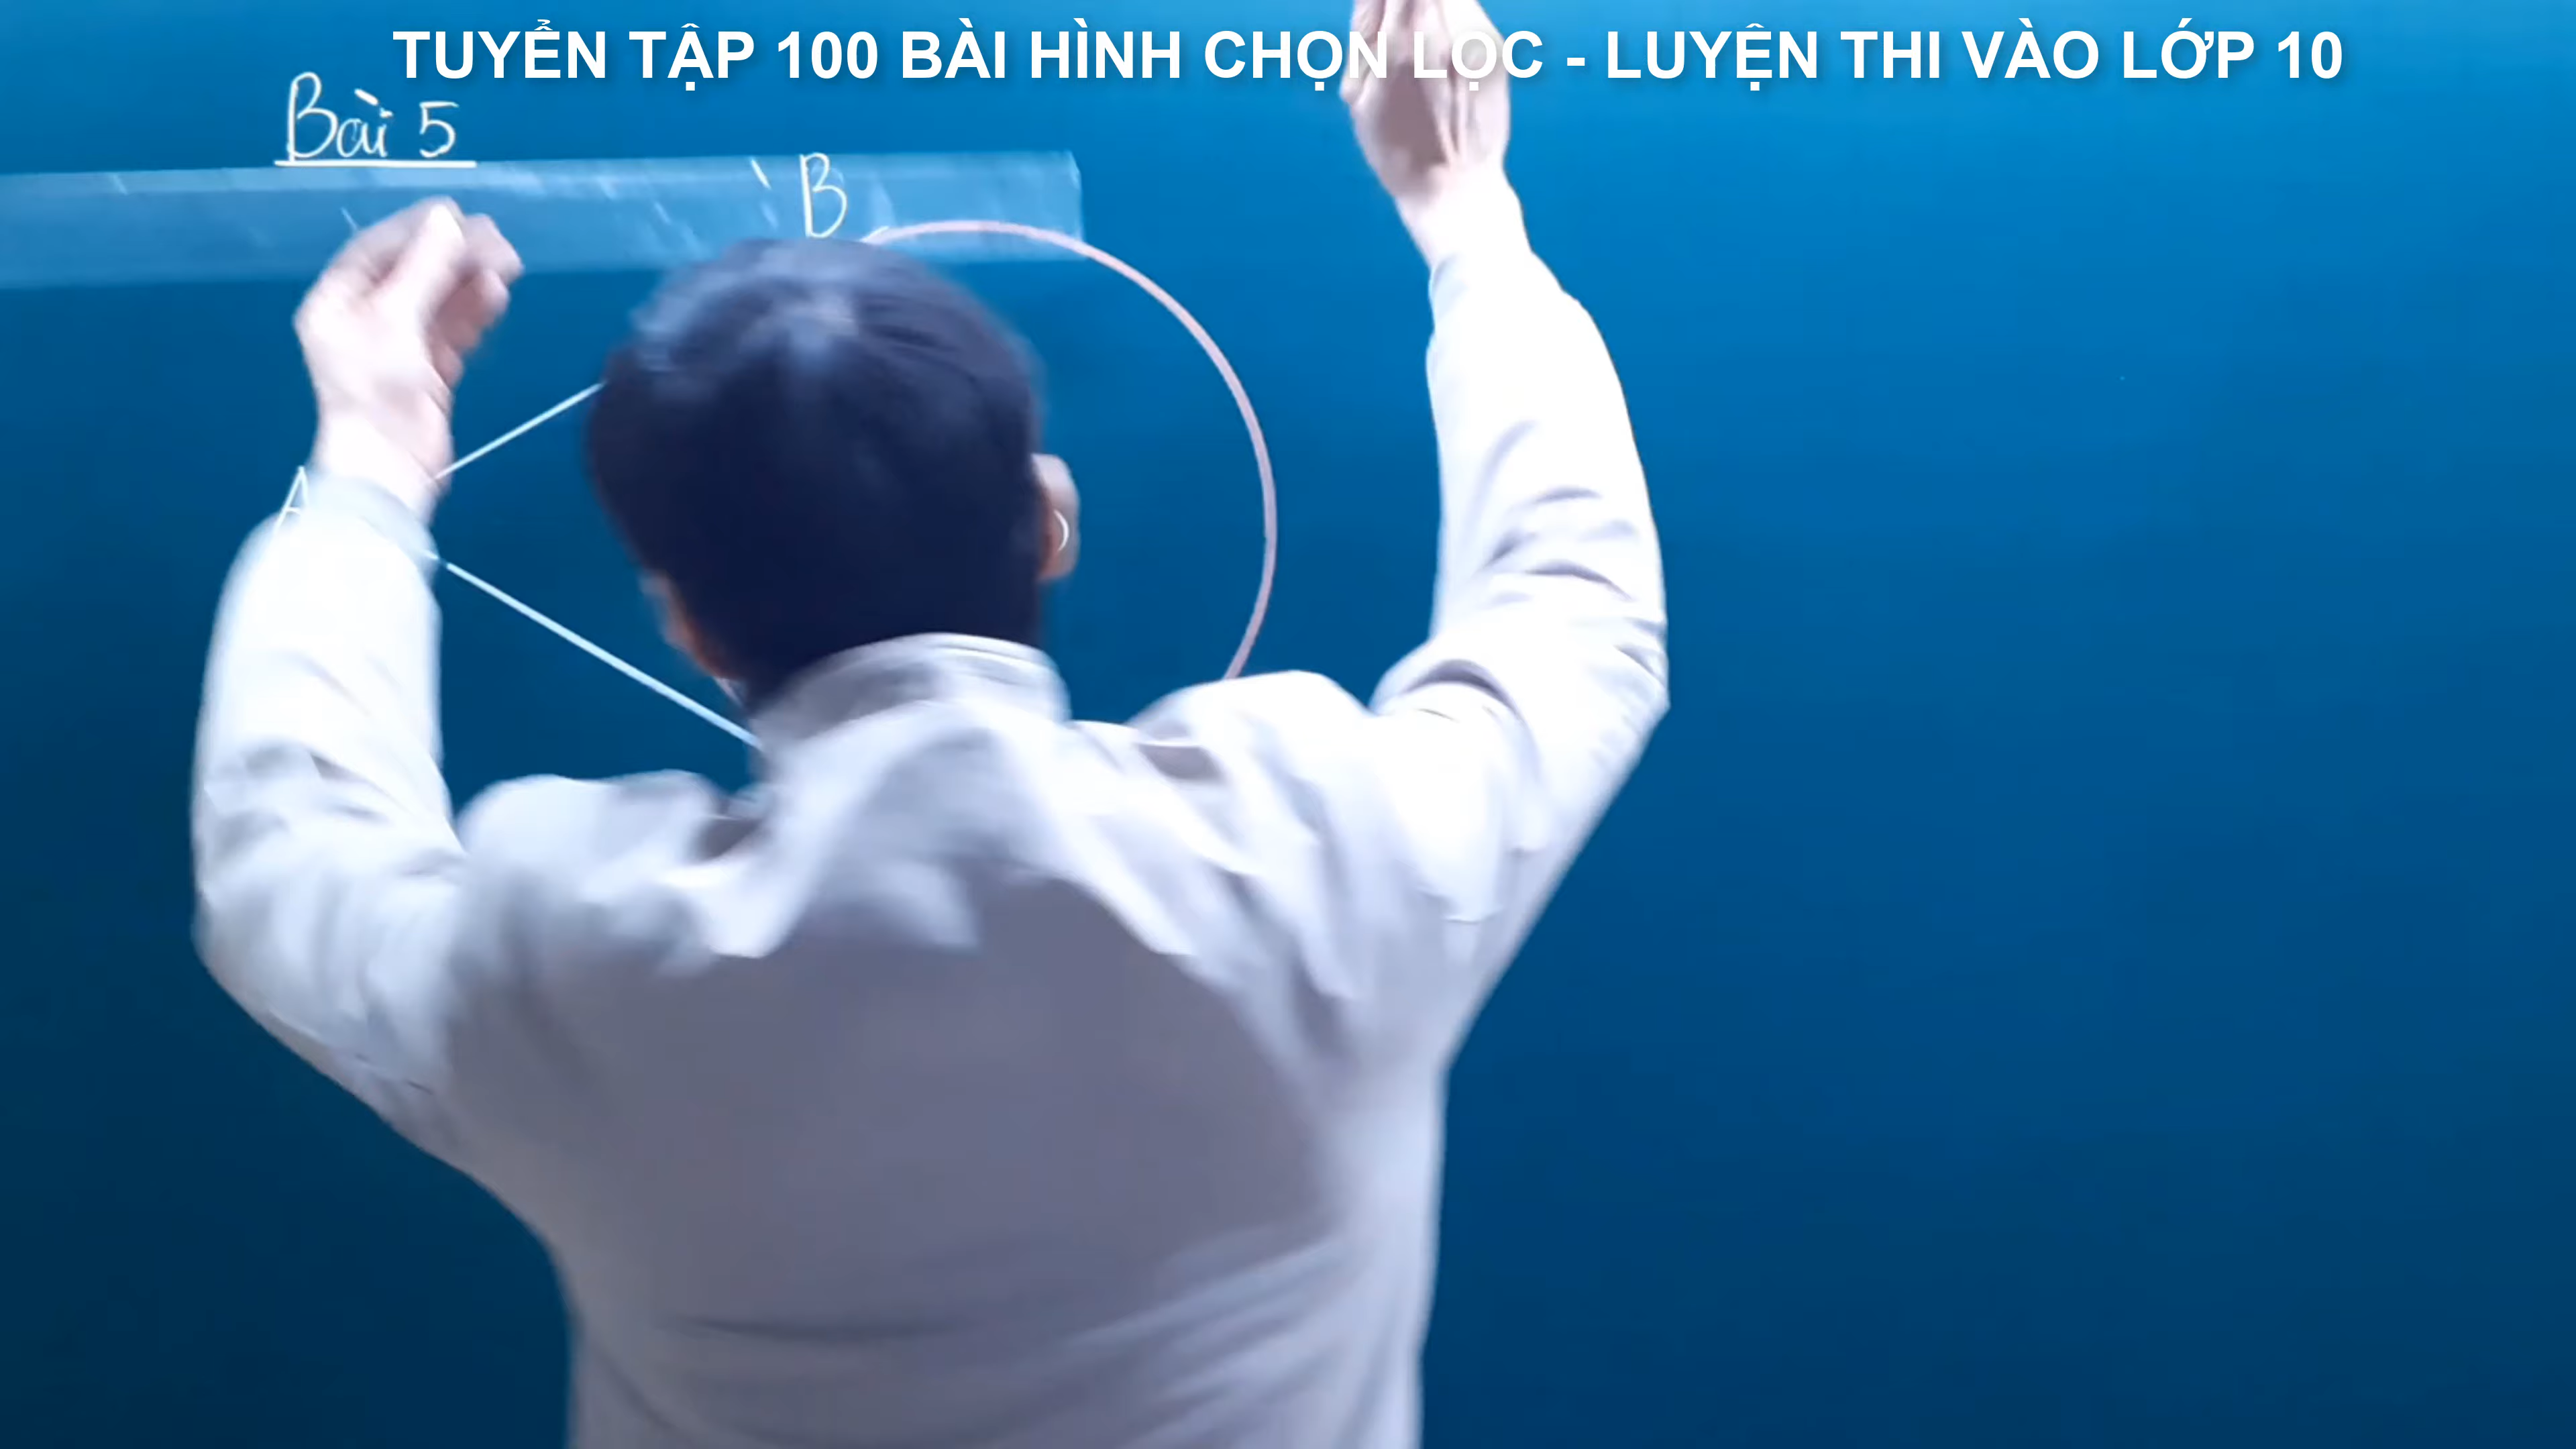 TUYỂN TẬP 100 BÀI HÌNH CHỌN LỌC - LUYỆN THI VÀO LỚP 10
Bài 5
B
A